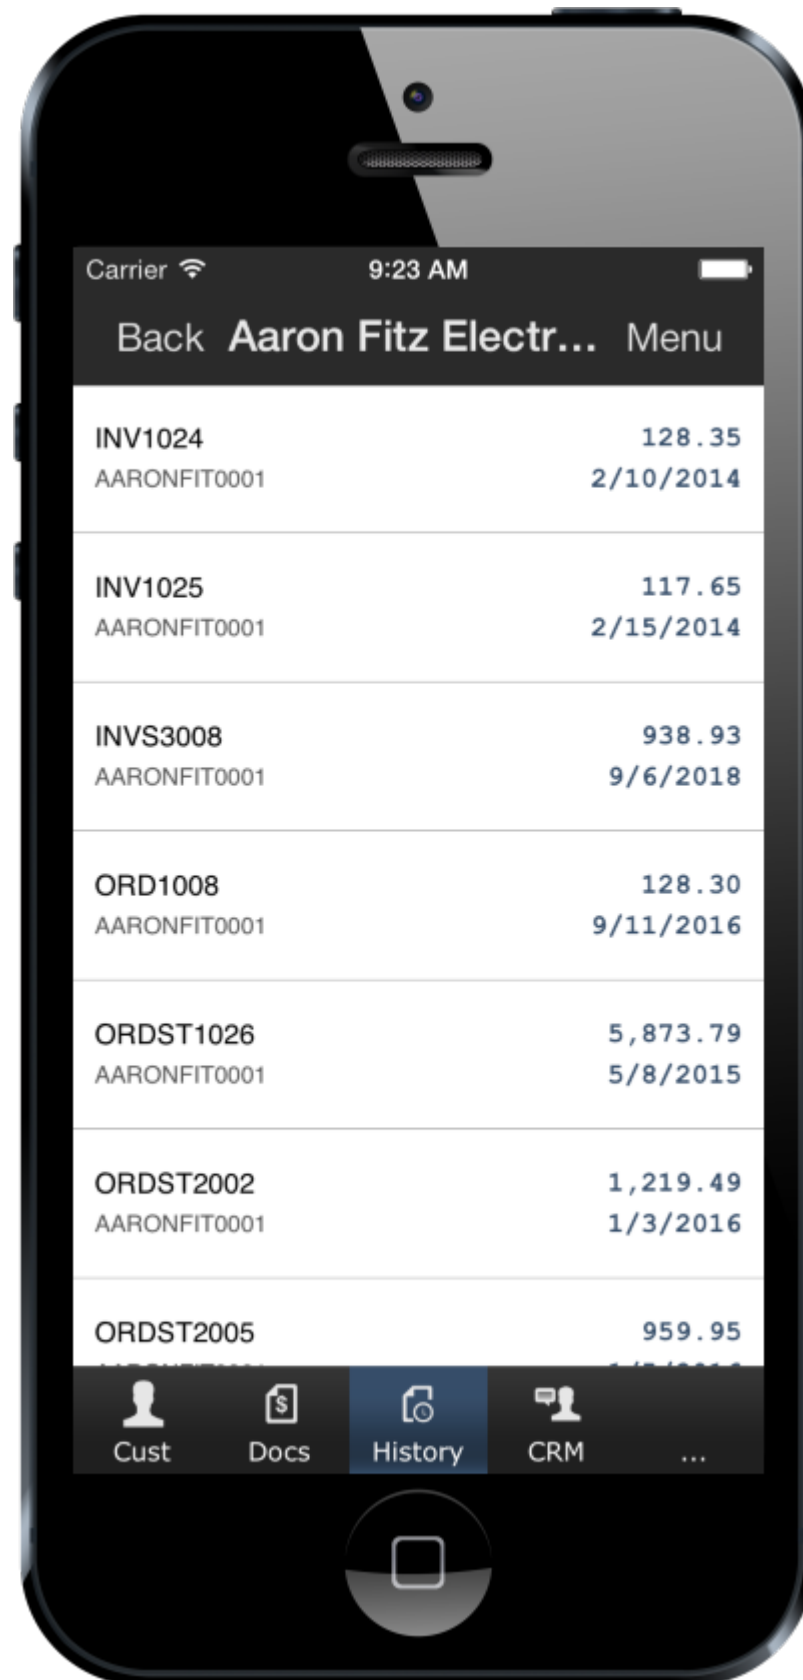 Carrier 9:23 AM
Back Aaron Fitz Electr... Menu
INV1024 128.35
AARONFIT0001 2/10/2014
INV1025 117.65
AARONFIT0001 2/15/2014
INVS3008 938.93
AARONFIT0001 9/6/2018
ORD1008 128.30
AARONFIT0001 9/11/2016
ORDST1026 5,873.79
AARONFIT0001 5/8/2015
ORDST2002 1,219.49
AARONFIT0001 1/3/2016
ORDST2005 959.95
Cust Docs History CRM ...